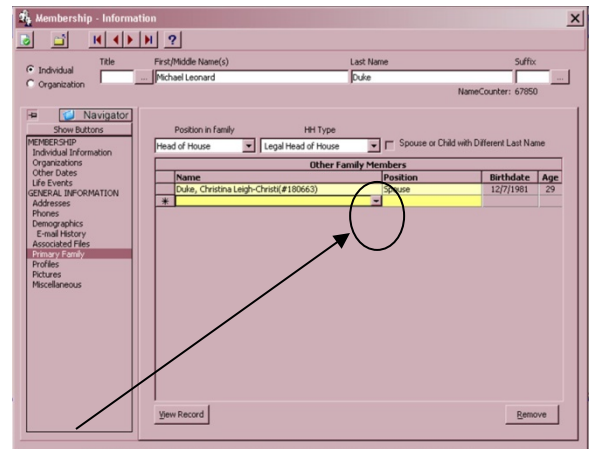 Membership - Information
?
Individual
Organization
Title
First/Middle Name(s)
Last Name
Suffix
...
Michael Leonard
Duke
...
NameCounter: 67850
Navigator
Show Buttons
MEMBERSHIP
Individual Information
Organizations
Other Dates
Life Events
GENERAL INFORMATION
Addresses
Phones
Demographics
E-mail History
Associated Files
Primary Family
Profiles
Pictures
Miscellaneous
Position in family
HH Type
Head of House
Legal Head of House
Spouse or Child with Different Last Name
Other Family Members
Name Position Birthdate Age
Duke, Christina Leigh-Christi(#180663) Spouse 12/7/1981 29
View Record
Remove